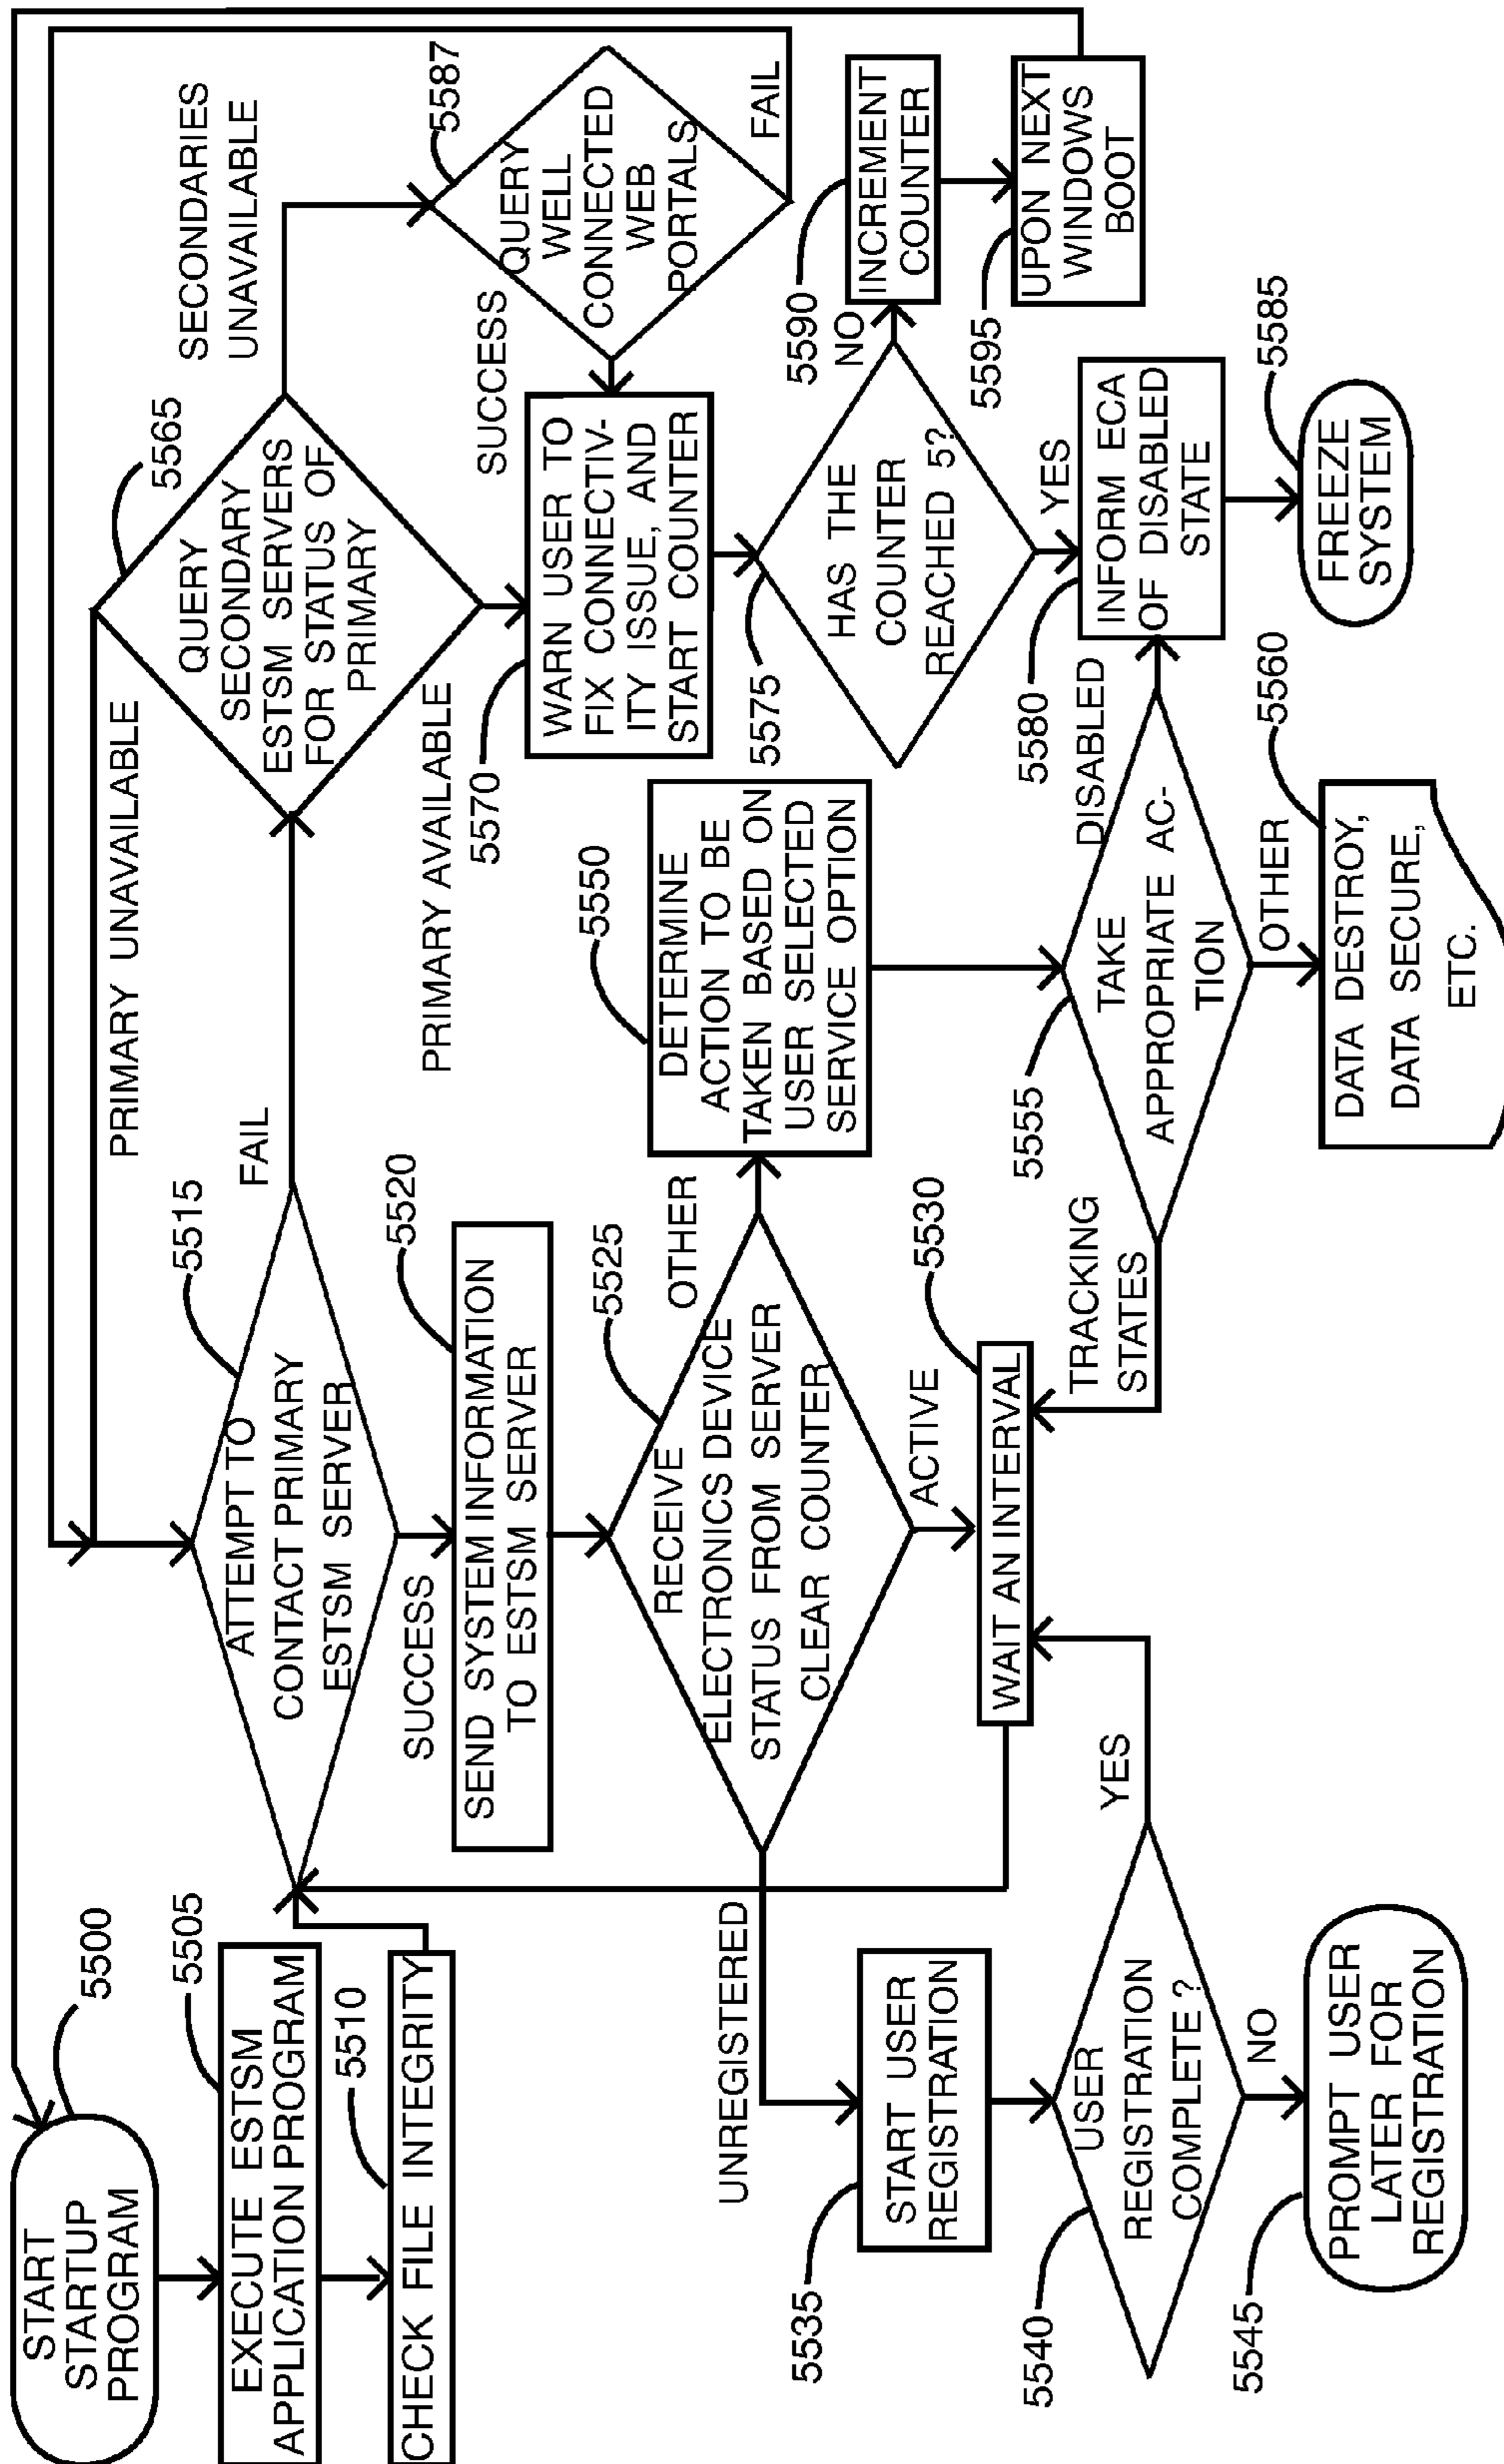 START
STARTUP
PROGRAM
5500
EXECUTE ESTSM
APPLICATION PROGRAM
5505
CHECK FILE INTEGRITY
5510
ATTEMPT TO
CONTACT PRIMARY
ESTSM SERVER
5515
FAIL
SUCCESS
SEND SYSTEM INFORMATION
TO ESTSM SERVER
5520
RECEIVE
ELECTRONICS DEVICE
STATUS FROM SERVER
CLEAR COUNTER
5525
OTHER
ACTIVE
UNREGISTERED
WAIT AN INTERVAL
5530
START USER
REGISTRATION
5535
USER
REGISTRATION
COMPLETE ?
5540
YES
NO
PROMPT USER
LATER FOR
REGISTRATION
5545
DETERMINE
ACTION TO BE
TAKEN BASED ON
USER SELECTED
SERVICE OPTION
5550
TAKE
APPROPRIATE AC-
TION
5555
TRACKING
STATES
DISABLED
OTHER
DATA DESTROY,
DATA SECURE,
ETC.
5560
PRIMARY UNAVAILABLE
QUERY
SECONDARY
ESTSM SERVERS
FOR STATUS OF
PRIMARY
5565
PRIMARY AVAILABLE
SECONDARIES
UNAVAILABLE
WARN USER TO
FIX CONNECTIV-
ITY ISSUE, AND
START COUNTER
5570
HAS THE
COUNTER
REACHED 5?
5575
YES
NO
INFORM ECA
OF DISABLED
STATE
5580
FREEZE
SYSTEM
5585
QUERY
WELL
CONNECTED
WEB
PORTALS
5587
SUCCESS
FAIL
INCREMENT
COUNTER
5590
UPON NEXT
WINDOWS
BOOT
5595